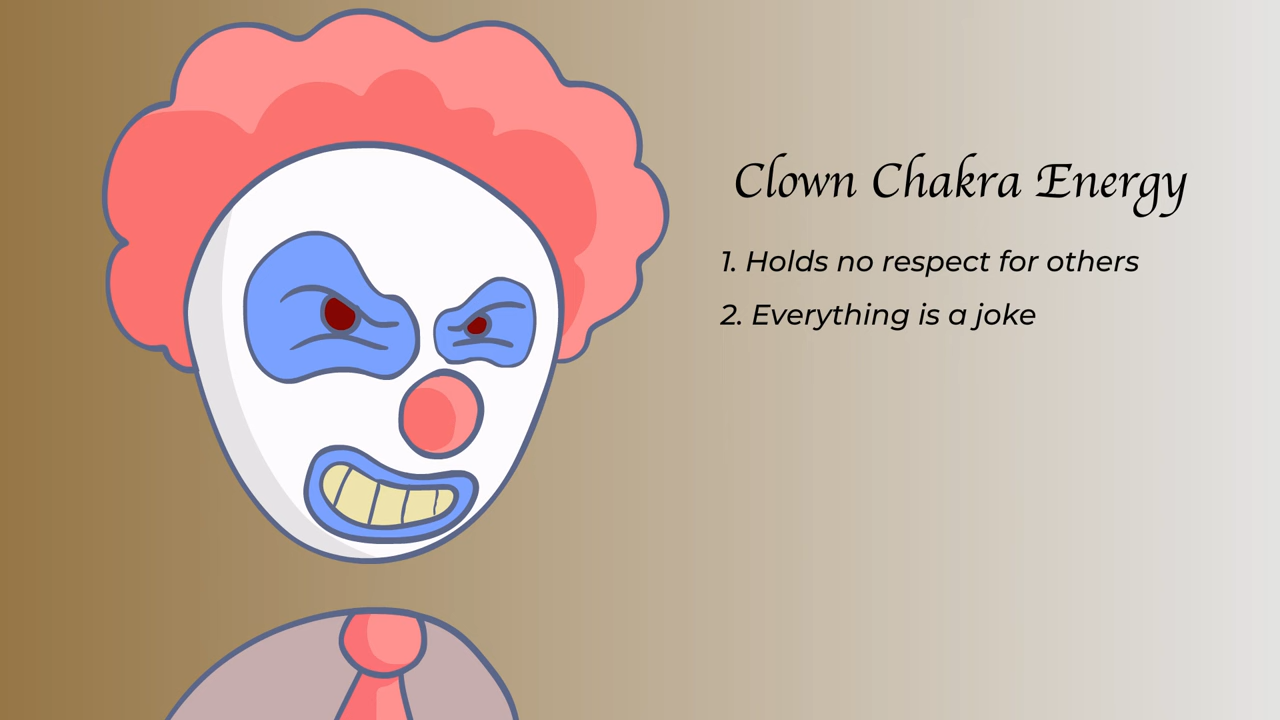 Clown Chakra Energy
1. Holds no respect for others
2. Everything is a joke